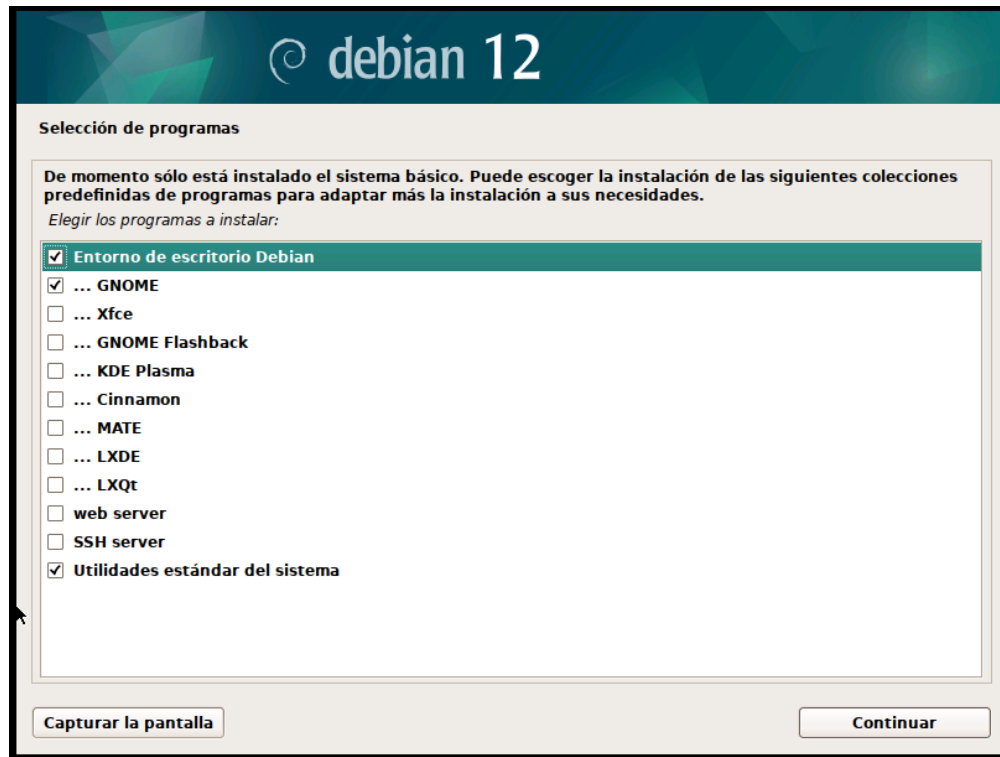 debian 12
Selección de programas
De momento sólo está instalado el sistema básico. Puede escoger la instalación de las siguientes colecciones
predefinidas de programas para adaptar más la instalación a sus necesidades.
Elegir los programas a instalar:
Entorno de escritorio Debian
... GNOME
... Xfce
... GNOME Flashback
... KDE Plasma
... Cinnamon
... MATE
... LXDE
... LXQt
web server
SSH server
Utilidades estándar del sistema
Capturar la pantalla
Continuar